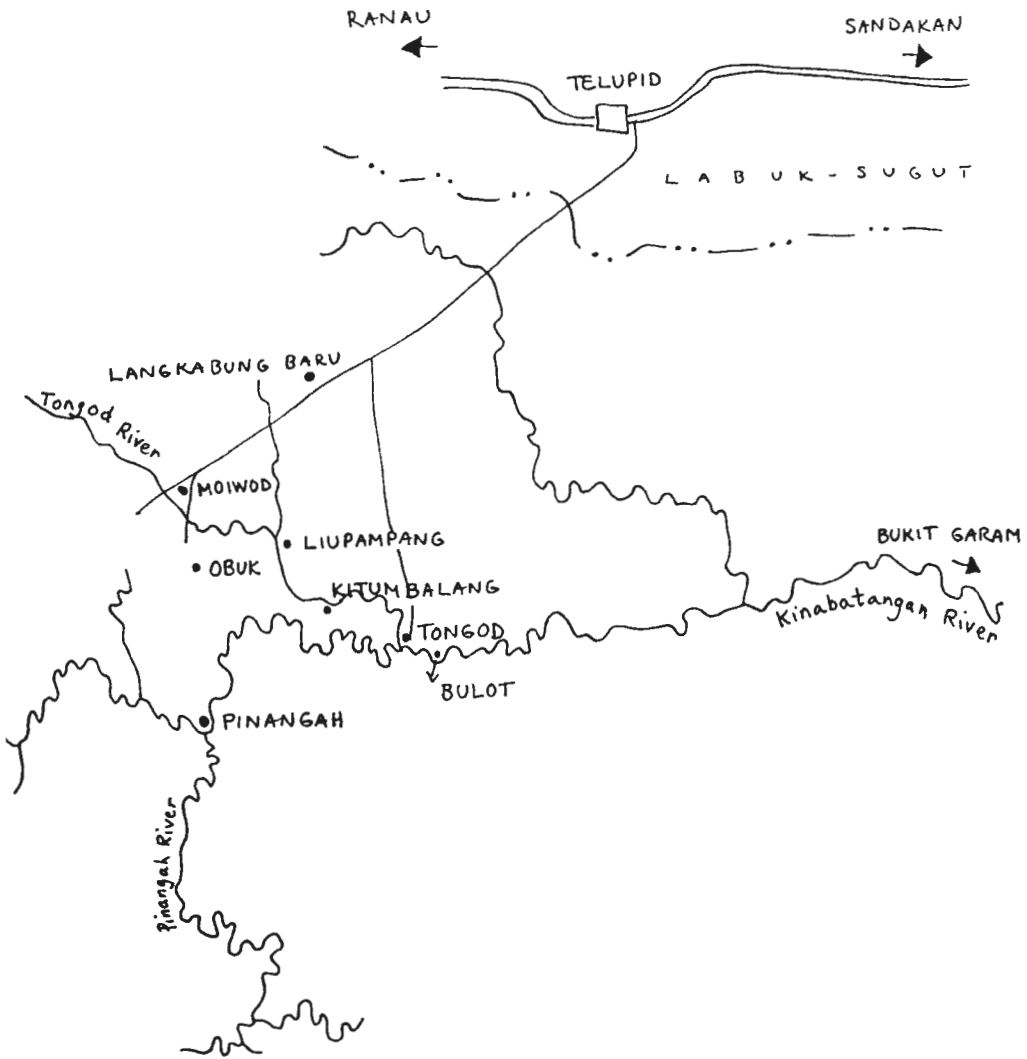 RANAU
SANDAKAN
TELUPID
LABUK-SUGUT
LANGKABUNG BARU
Tongod River
MOIWOD
LIUPAMPANG
BUKIT GARAM
OBUK
KITUMBALANG
Kinabatangan River
TONGOD
BULOT
PINANGAH
Pinangah River